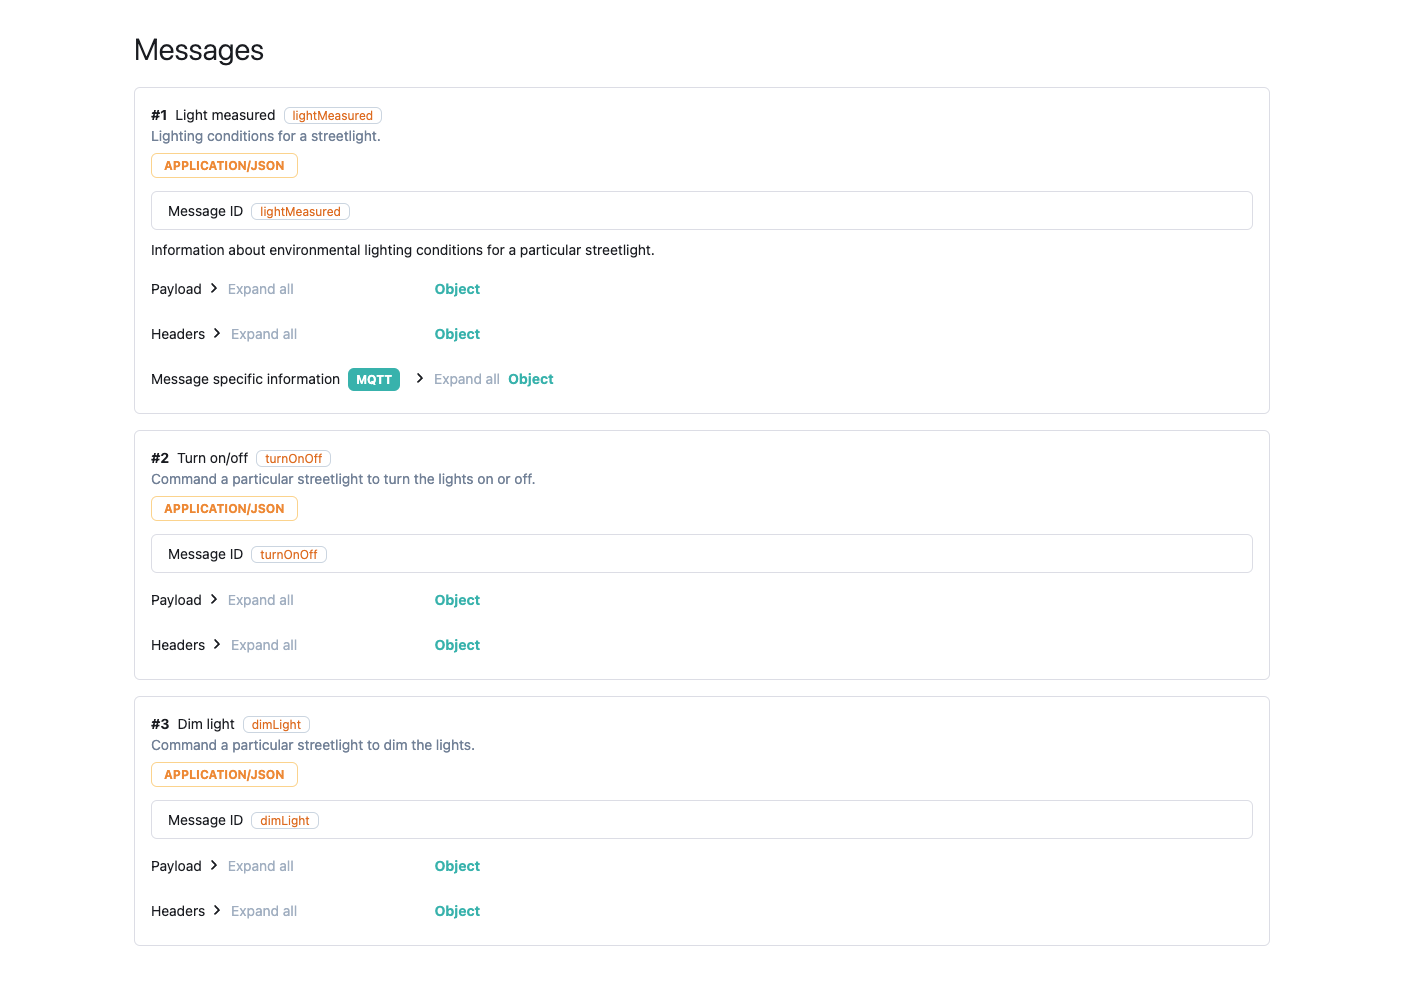 Messages
#1 Light measured lightMeasured
Lighting conditions for a streetlight.
APPLICATION/JSON
Message ID lightMeasured
Information about environmental lighting conditions for a particular streetlight.
Payload Expand all Object
Headers Expand all Object
Message specific information MQTT Expand all Object
#2 Turn on/off turnOnOff
Command a particular streetlight to turn the lights on or off.
APPLICATION/JSON
Message ID turnOnOff
Payload Expand all Object
Headers Expand all Object
#3 Dim light dimLight
Command a particular streetlight to dim the lights.
APPLICATION/JSON
Message ID dimLight
Payload Expand all Object
Headers Expand all Object